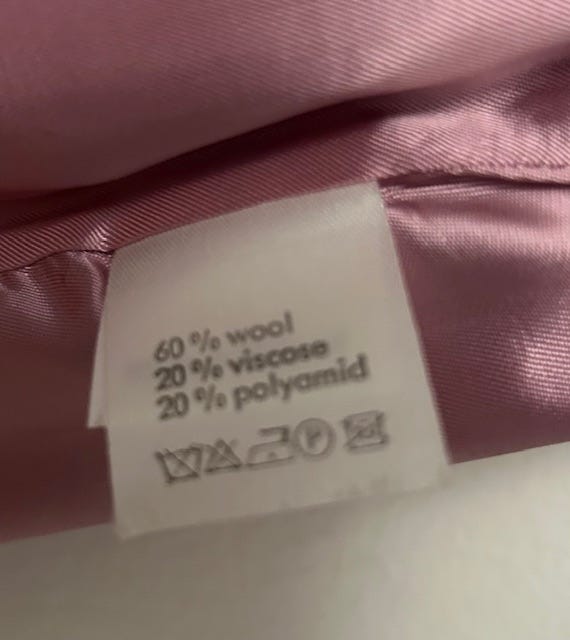 60 % wool
20 % viscose
20 % polyamid
P